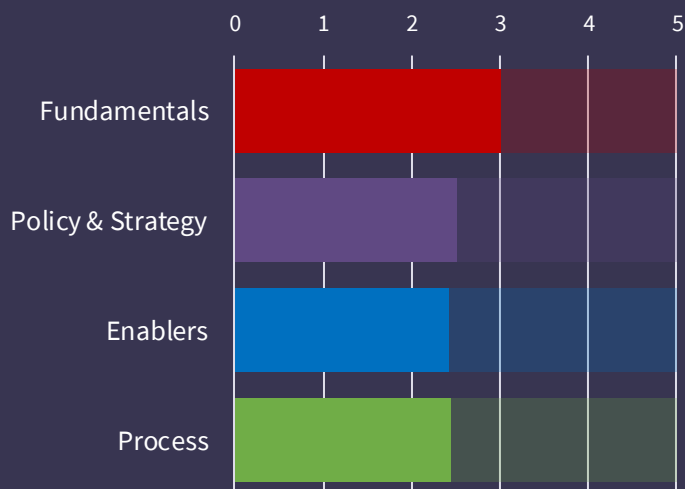 0 1 2 3 4 5
Fundamentals
Policy & Strategy
Enablers
Process